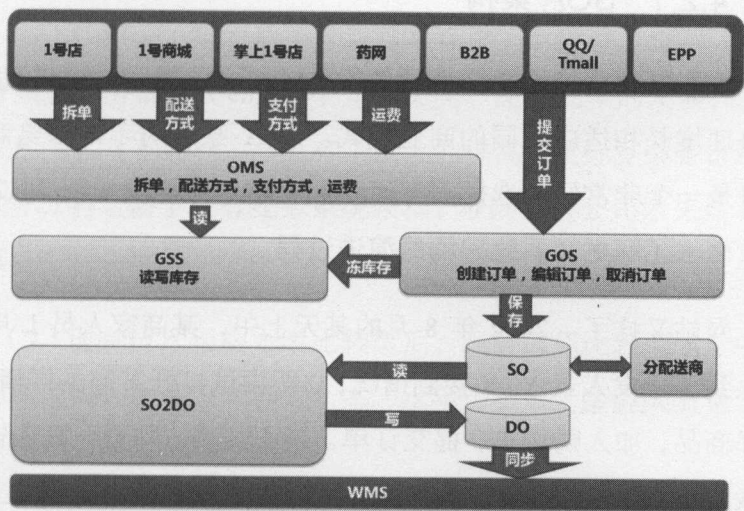 1号店 1号商城 掌上1号店 药网 B2B QQ/ EPP
Tmall
拆单 配送 支付 运费 提交订单
方式 方式
OMS
拆单,配送方式,支付方式,运费
读
GSS
读写库存
冻库存
GOS
创建订单,编辑订单,取消订单
保存
读
SO
分配送商
SO2DO
写
DO
同步
WMS